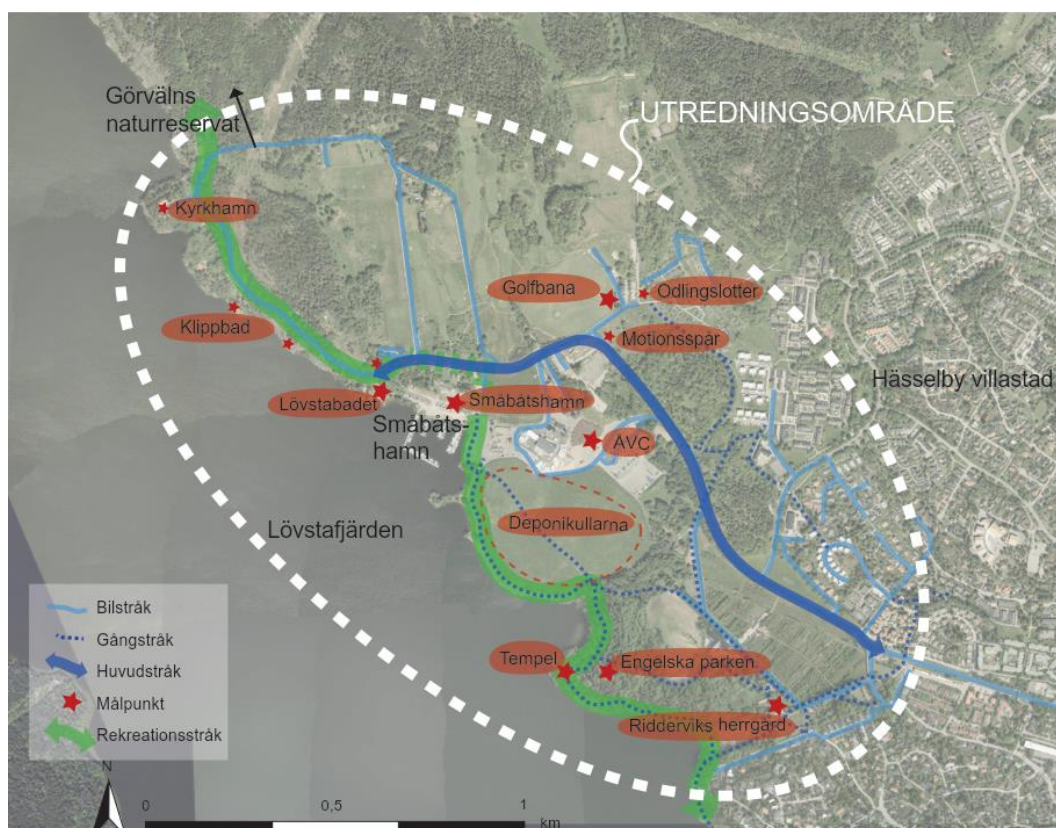 Görvälns
naturreservat
UTREDNINGSOMRÅDE
Kyrkhamn
Golfbana
Odlingslotter
Klippbad
Motionsspår
Hässelby villastad
Lövstabadet
Småbåtshamn
Småbåts-
hamn
AVC
Deponikullarna
Lövstafjärden
Bilstråk
Gångstråk
Huvudstråk
Målpunkt
Rekreationsstråk
Tempel
Engelska parken
Ridderviks herrgård
N
0
0,5
1
km